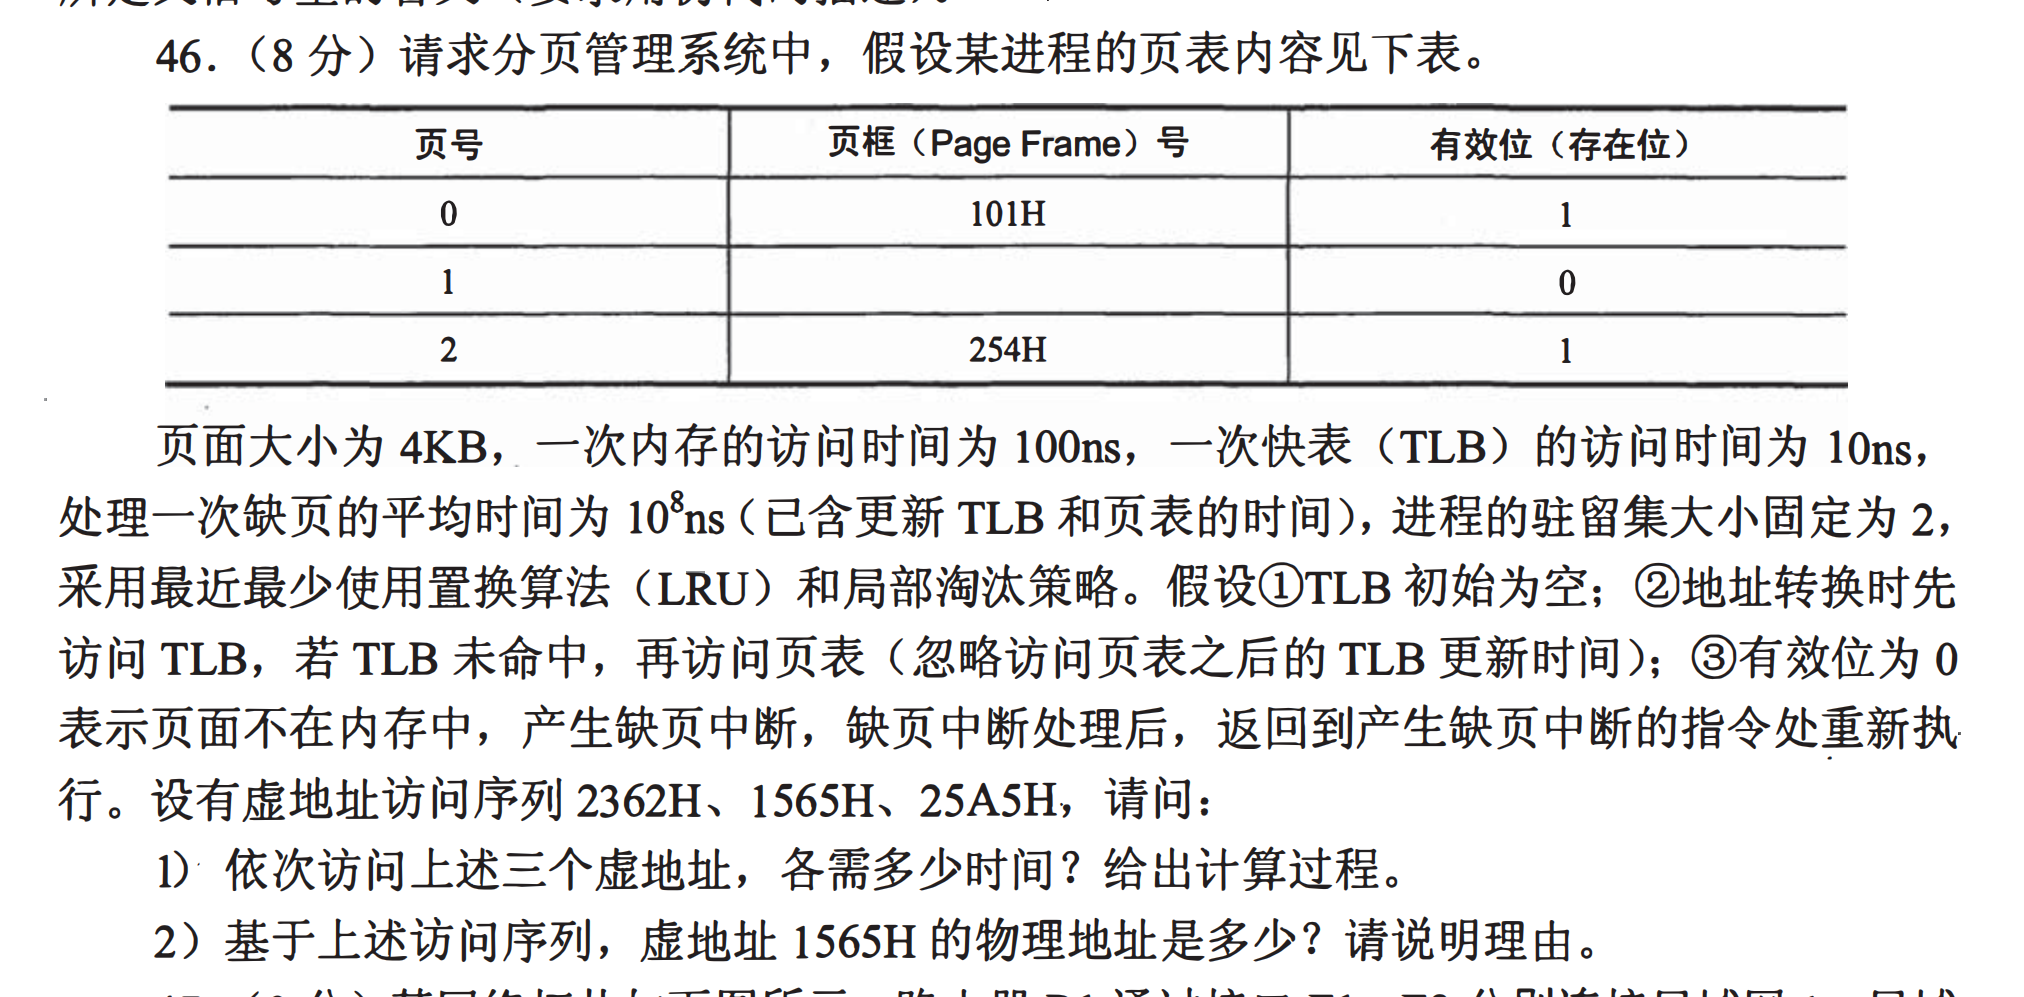 46.（8 分）请求分页管理系统中，假设某进程的页表内容见下表。
页号 页框（Page Frame）号 有效位（存在位）
0 101H 1
1 0
2 254H 1
页面大小为 4KB，一次内存的访问时间为 100ns，一次快表（TLB）的访问时间为 10ns，
处理一次缺页的平均时间为 10⁸ns（已含更新 TLB 和页表的时间），进程的驻留集大小固定为 2，
采用最近最少使用置换算法（LRU）和局部淘汰策略。假设①TLB 初始为空；②地址转换时先
访问 TLB，若 TLB 未命中，再访问页表（忽略访问页表之后的 TLB 更新时间）；③有效位为 0
表示页面不在内存中，产生缺页中断，缺页中断处理后，返回到产生缺页中断的指令处重新执
行。设有虚地址访问序列 2362H、1565H、25A5H，请问：
1） 依次访问上述三个虚地址，各需多少时间？给出计算过程。
2）基于上述访问序列，虚地址 1565H 的物理地址是多少？请说明理由。